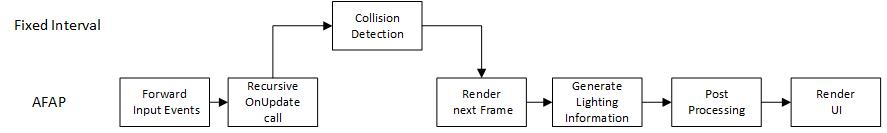 Fixed Interval
Collision
Detection
AFAP
Forward
Input Events
Recursive
OnUpdate
call
Render
next Frame
Generate
Lighting
Information
Post
Processing
Render
UI